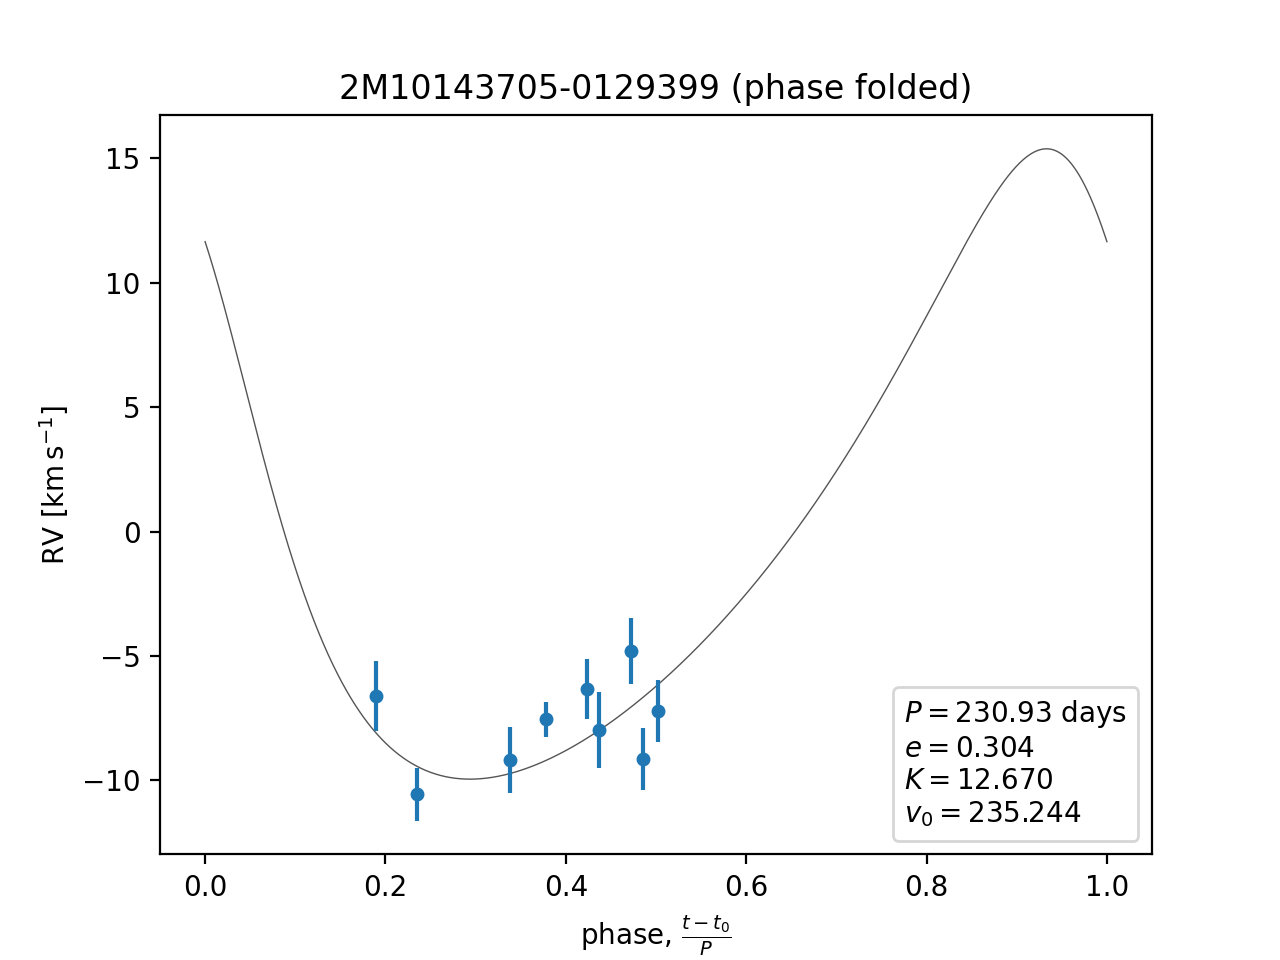 2M10143705-0129399 (phase folded)
15
10
5
0
−5
−10
RV [km s⁻¹]
P = 230.93 days
e = 0.304
K = 12.670
v₀ = 235.244
0.0 0.2 0.4 0.6 0.8 1.0
phase, (t − t₀)/P